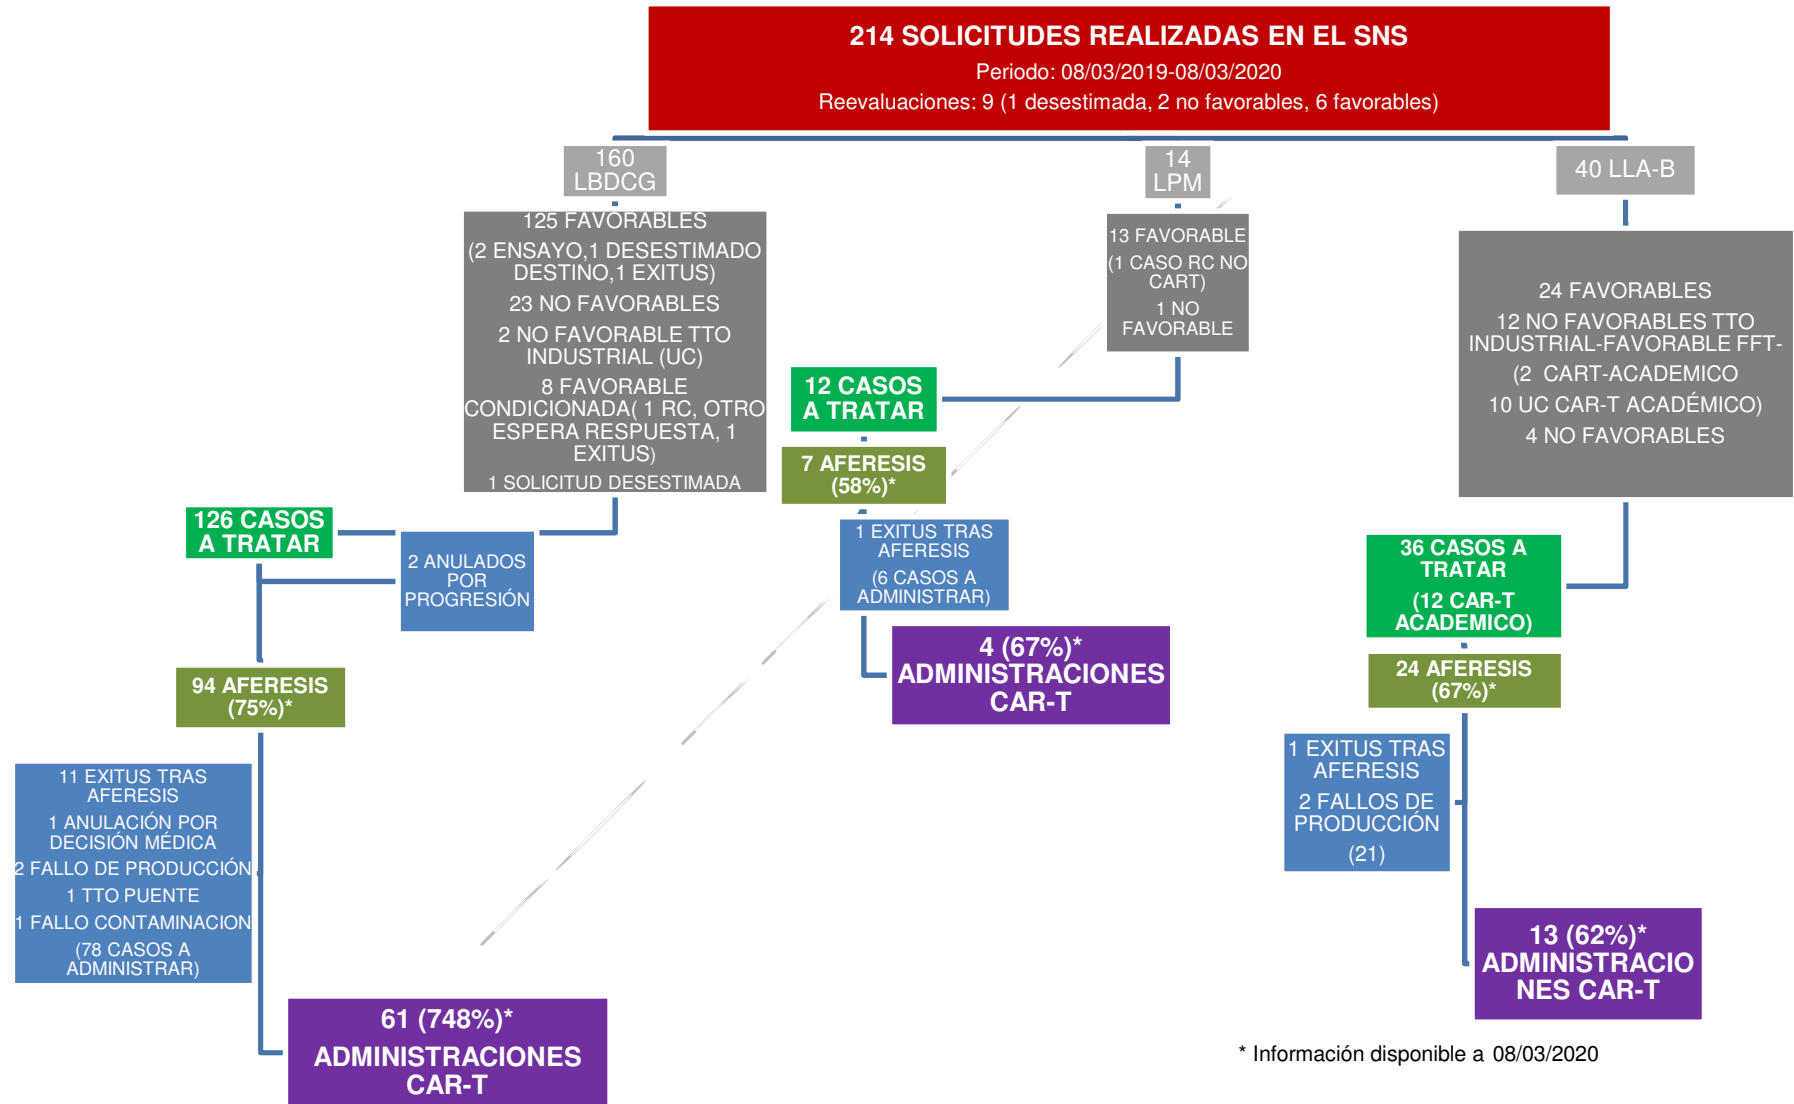 214 SOLICITUDES REALIZADAS EN EL SNS
Periodo: 08/03/2019-08/03/2020
Reevaluaciones: 9 (1 desestimada, 2 no favorables, 6 favorables)
160
LBDCG
125 FAVORABLES
(2 ENSAYO,1 DESESTIMADO
DESTINO,1 EXITUS)
23 NO FAVORABLES
2 NO FAVORABLE TTO
INDUSTRIAL (UC)
8 FAVORABLE
CONDICIONADA( 1 RC, OTRO
ESPERA RESPUESTA, 1
EXITUS)
1 SOLICITUD DESESTIMADA
126 CASOS
A TRATAR
2 ANULADOS
POR
PROGRESIÓN
94 AFERESIS
(75%)*
11 EXITUS TRAS
AFERESIS
1 ANULACIÓN POR
DECISIÓN MÉDICA
2 FALLO DE PRODUCCIÓN
1 TTO PUENTE
1 FALLO CONTAMINACION
(78 CASOS A
ADMINISTRAR)
61 (748%)*
ADMINISTRACIONES
CAR-T
14
LPM
13 FAVORABLE
(1 CASO RC NO
CART)
1 NO
FAVORABLE
12 CASOS
A TRATAR
7 AFERESIS
(58%)*
1 EXITUS TRAS
AFERESIS
(6 CASOS A
ADMINISTRAR)
4 (67%)*
ADMINISTRACIONES
CAR-T
40 LLA-B
24 FAVORABLES
12 NO FAVORABLES TTO
INDUSTRIAL-FAVORABLE FFT-
(2 CART-ACADEMICO
10 UC CAR-T ACADÉMICO)
4 NO FAVORABLES
36 CASOS A
TRATAR
(12 CAR-T
ACADEMICO)
24 AFERESIS
(67%)*
1 EXITUS TRAS
AFERESIS
2 FALLOS DE
PRODUCCIÓN
(21)
13 (62%)*
ADMINISTRACIO
NES CAR-T
* Información disponible a 08/03/2020